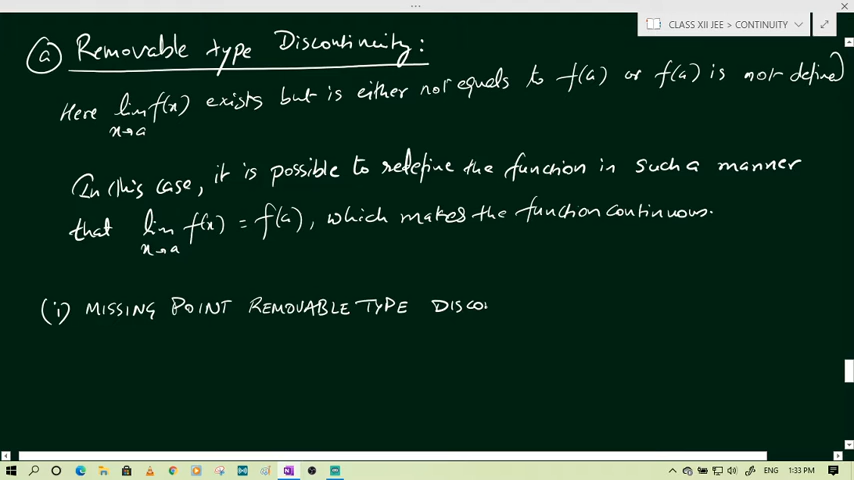 CLASS XII JEE > CONTINUITY
(a) Removable type Discontinuity:
Here lim x→a f(x) exists but is either not equals to f(a) or f(a) is not defined
In this case, it is possible to redefine the function in such a manner
that lim x→a f(x) = f(a), which makes the function continuous.
(i) MISSING POINT REMOVABLE TYPE DISCO
ENG 1:33 PM